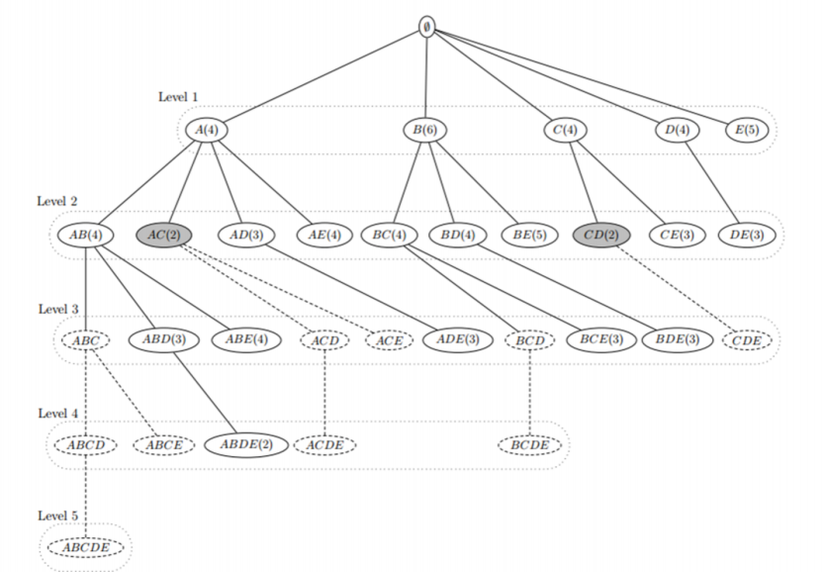 ∅
Level 1
A(4) B(6) C(4) D(4) E(5)
Level 2
AB(4) AC(2) AD(3) AE(4) BC(4) BD(4) BE(5) CD(2) CE(3) DE(3)
Level 3
ABC ABD(3) ABE(4) ACD ACE ADE(3) BCD BCE(3) BDE(3) CDE
Level 4
ABCD ABCE ABDE(2) ACDE BCDE
Level 5
ABCDE